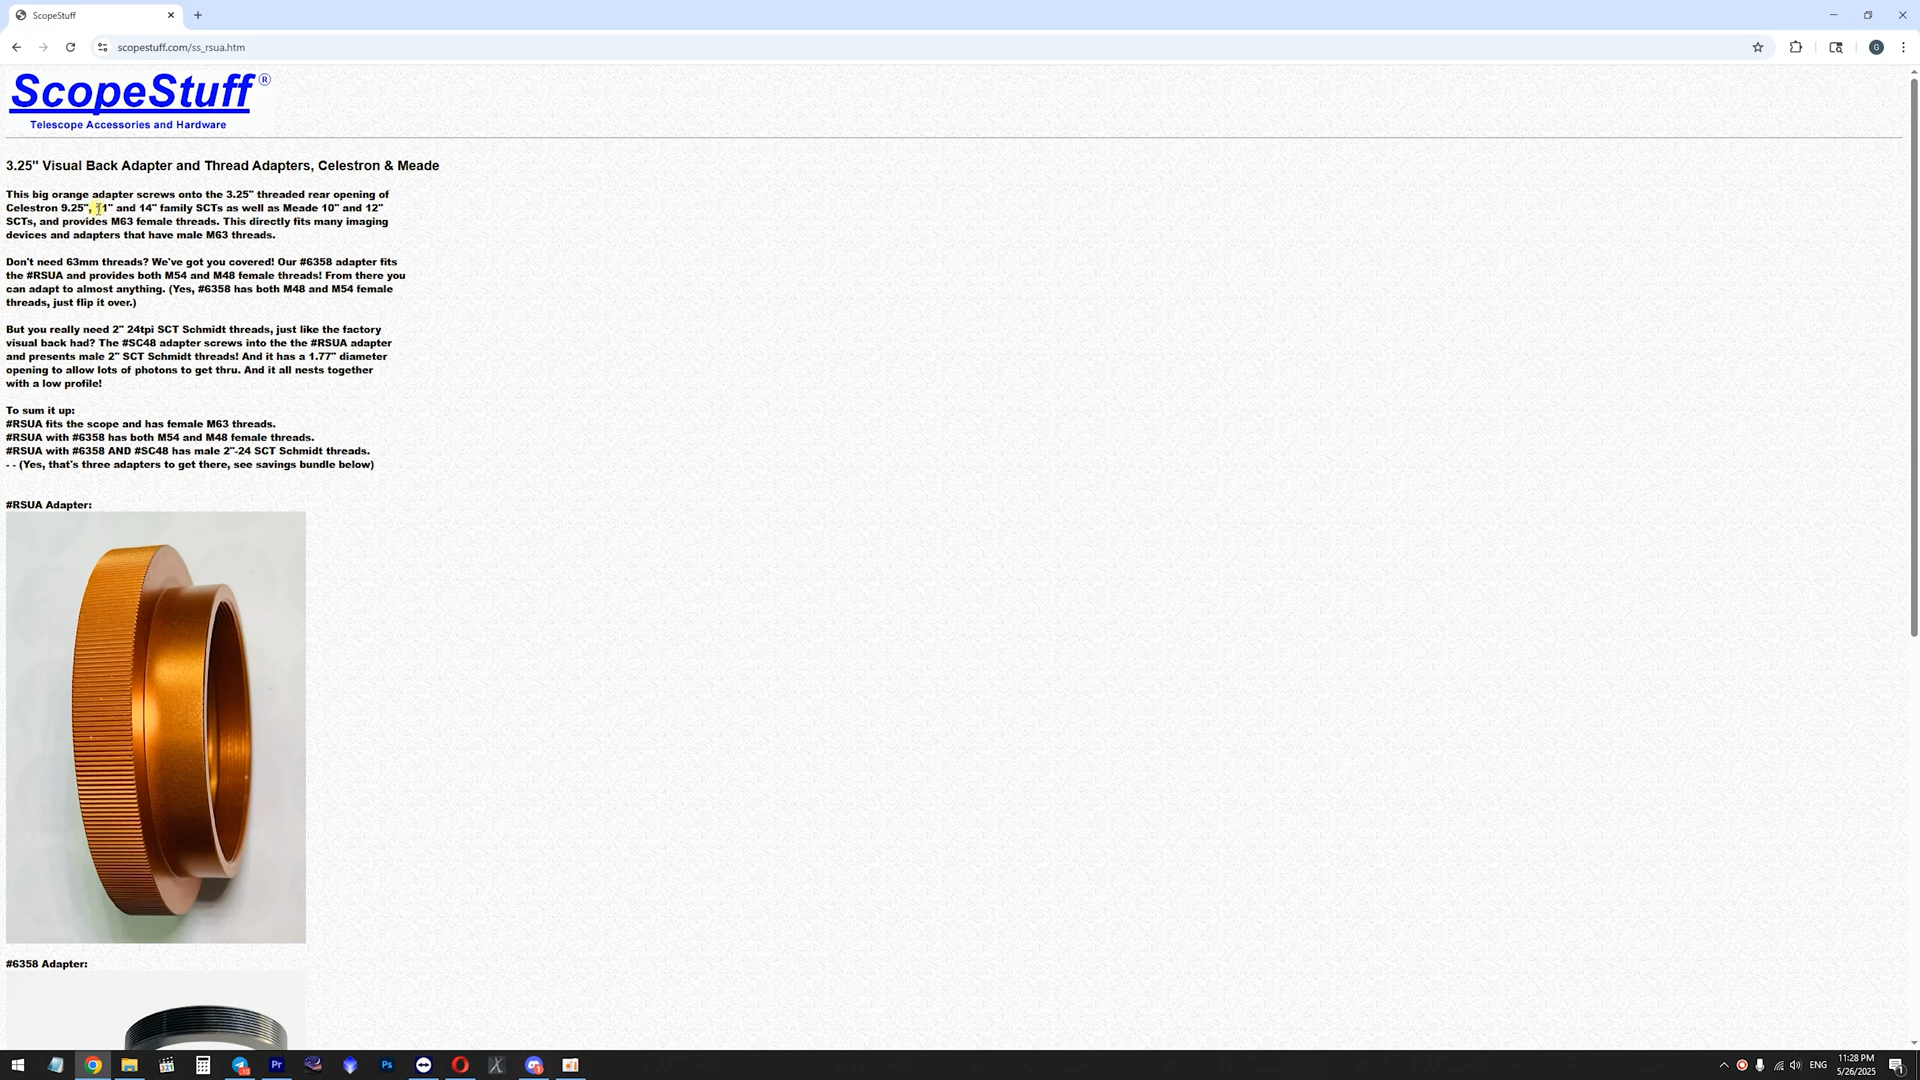 ScopeStuff
scopestuff.com/ss_rsua.htm
G
ScopeStuff ®
Telescope Accessories and Hardware
3.25" Visual Back Adapter and Thread Adapters, Celestron & Meade
This big orange adapter screws onto the 3.25" threaded rear opening of
Celestron 9.25", 11" and 14" family SCTs as well as Meade 10" and 12"
SCTs, and provides M63 female threads. This directly fits many imaging
devices and adapters that have male M63 threads.
Don't need 63mm threads? We've got you covered! Our #6358 adapter fits
the #RSUA and provides both M54 and M48 female threads! From there you
can adapt to almost anything. (Yes, #6358 has both M48 and M54 female
threads, just flip it over.)
But you really need 2" 24tpi SCT Schmidt threads, just like the factory
visual back had? The #SC48 adapter screws into the the #RSUA adapter
and presents male 2" SCT Schmidt threads! And it has a 1.77" diameter
opening to allow lots of photons to get thru. And it all nests together
with a low profile!
To sum it up:
#RSUA fits the scope and has female M63 threads.
#RSUA with #6358 has both M54 and M48 female threads.
#RSUA with #6358 AND #SC48 has male 2"-24 SCT Schmidt threads.
- - (Yes, that's three adapters to get there, see savings bundle below)
#RSUA Adapter:
#6358 Adapter:
Pr
Ps
ENG
11:28 PM
5/26/2025